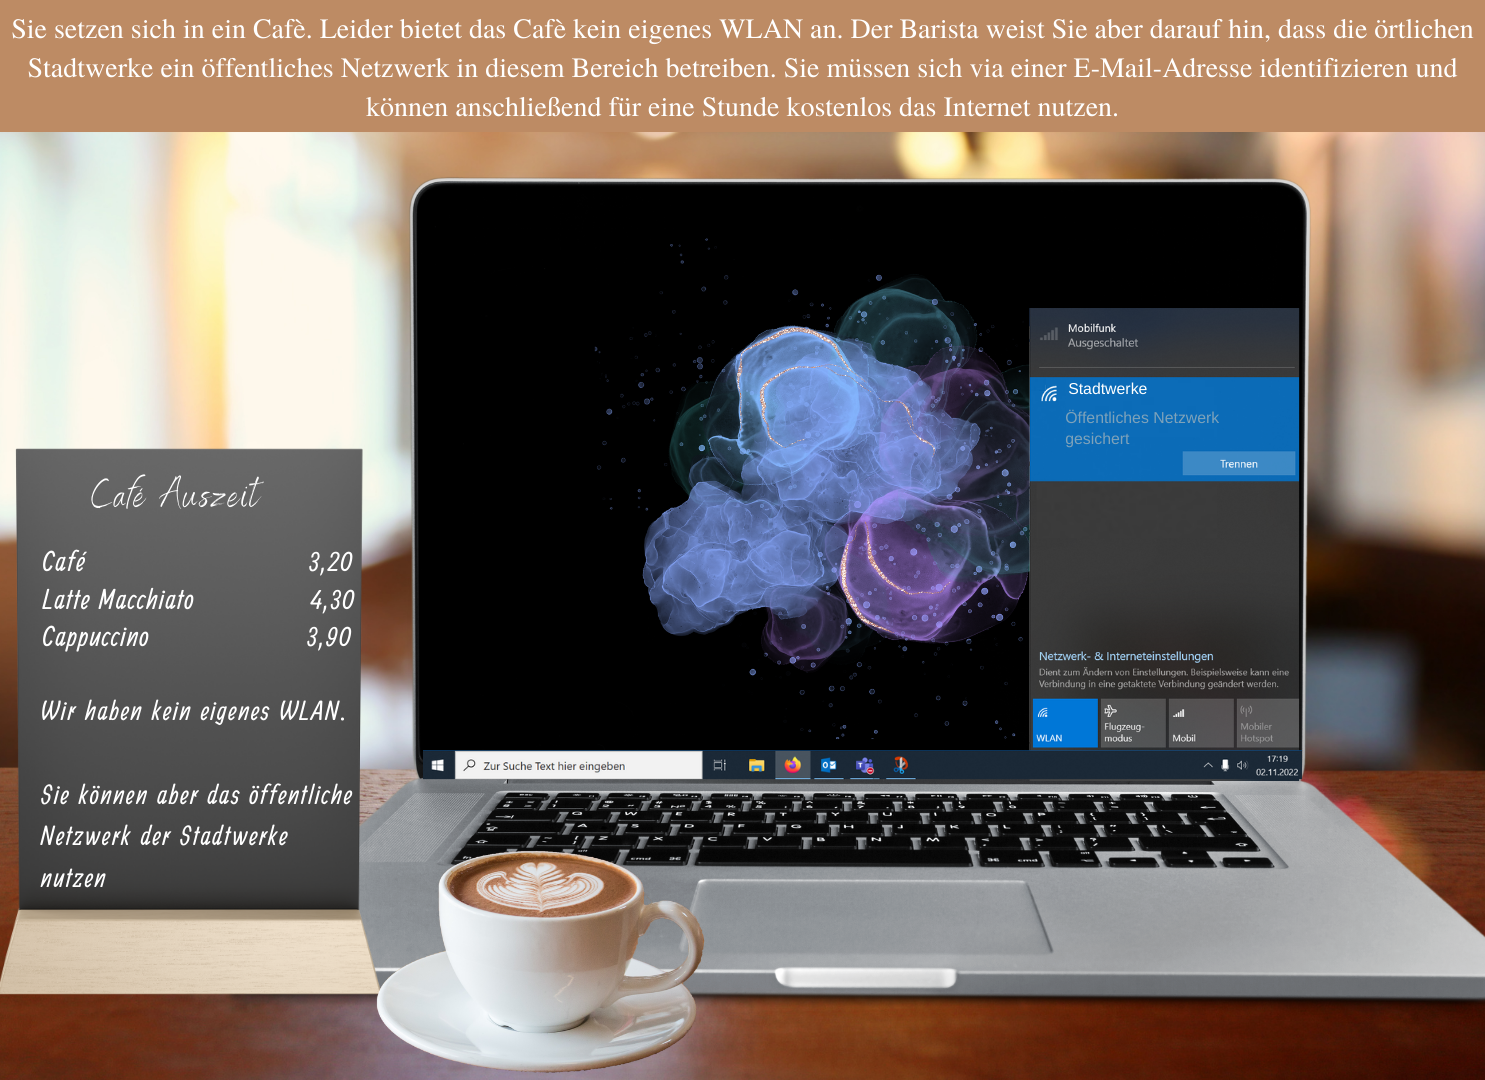 Sie setzen sich in ein Cafè. Leider bietet das Cafè kein eigenes WLAN an. Der Barista weist Sie aber darauf hin, dass die örtlichen
Stadtwerke ein öffentliches Netzwerk in diesem Bereich betreiben. Sie müssen sich via einer E-Mail-Adresse identifizieren und
können anschließend für eine Stunde kostenlos das Internet nutzen.
Café Auszeit
Café 3,20
Latte Macchiato 4,30
Cappuccino 3,90
Wir haben kein eigenes WLAN.
Sie können aber das öffentliche
Netzwerk der Stadtwerke
nutzen
Mobilfunk
Ausgeschaltet
Stadtwerke
Öffentliches Netzwerk
gesichert
Trennen
Netzwerk- & Interneteinstellungen
Dient zum Ändern von Einstellungen. Beispielsweise kann eine
Verbindung in eine getaktete Verbindung geändert werden.
WLAN
Flugzeug-
modus
Mobil
Mobiler
Hotspot
Zur Suche Text hier eingeben
17:19
02.11.2022
cmd
cmd